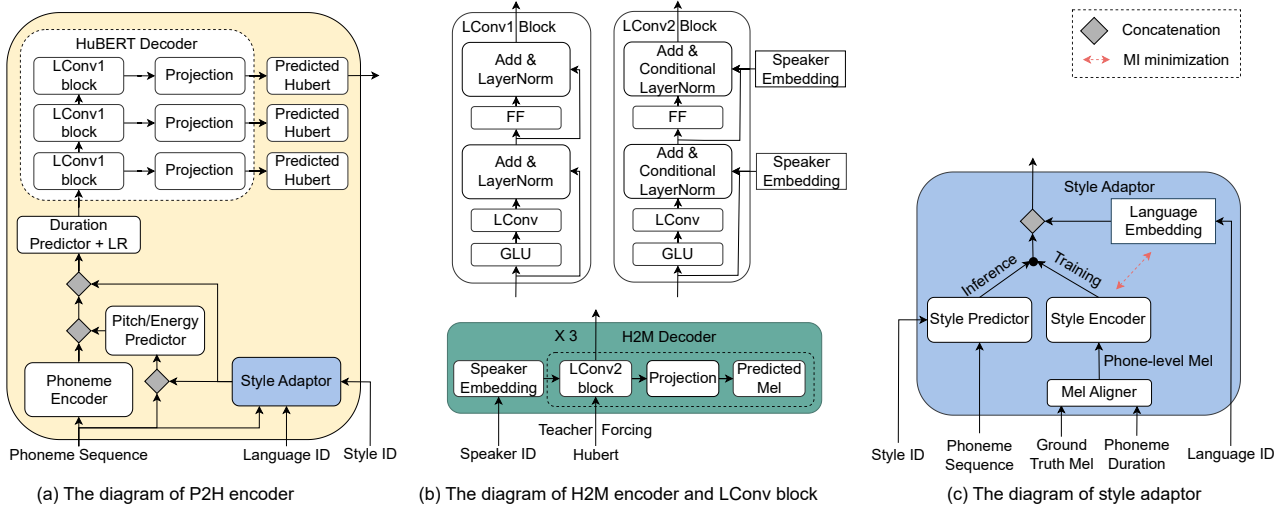 HuBERT Decoder
LConv1
block
Projection
Predicted
Hubert
LConv1
block
Projection
Predicted
Hubert
LConv1
block
Projection
Predicted
Hubert
Duration
Predictor + LR
Pitch/Energy
Predictor
Phoneme
Encoder
Style Adaptor
Phoneme Sequence
Language ID
Style ID
(a) The diagram of P2H encoder
LConv1 Block
Add &
LayerNorm
FF
Add &
LayerNorm
LConv
GLU
LConv2 Block
Add &
Conditional
LayerNorm
Speaker
Embedding
FF
Add &
Conditional
LayerNorm
Speaker
Embedding
LConv
GLU
X 3
H2M Decoder
Speaker
Embedding
LConv2
block
Projection
Predicted
Mel
Teacher Forcing
Speaker ID
Hubert
(b) The diagram of H2M encoder and LConv block
Concatenation
MI minimization
Style Adaptor
Language
Embedding
Inference
Training
Style Predictor
Style Encoder
Phone-level Mel
Mel Aligner
Style ID
Phoneme
Sequence
Ground
Truth Mel
Phoneme
Duration
Language ID
(c) The diagram of style adaptor